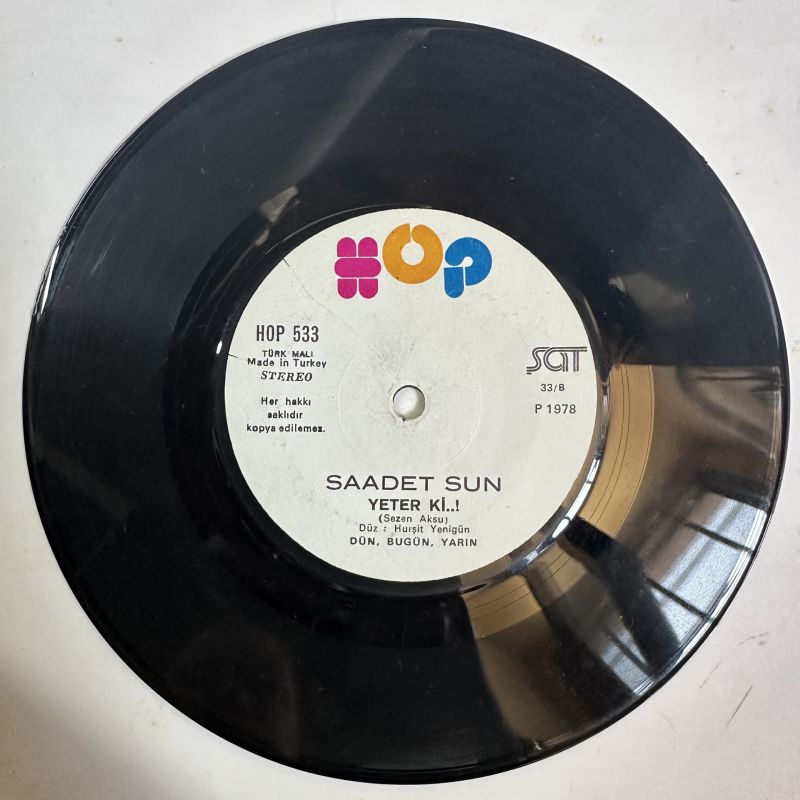 HOP
HOP 533
TÜRK MALI
Made in Turkey
STEREO
Her hakkı
saklıdır
kopya edilemez.
SAT
33/B
P 1978
SAADET SUN
YETER Kİ..!
(Sezen Aksu)
Düz : Hurşit Yenigün
DÜN, BUGÜN, YARIN